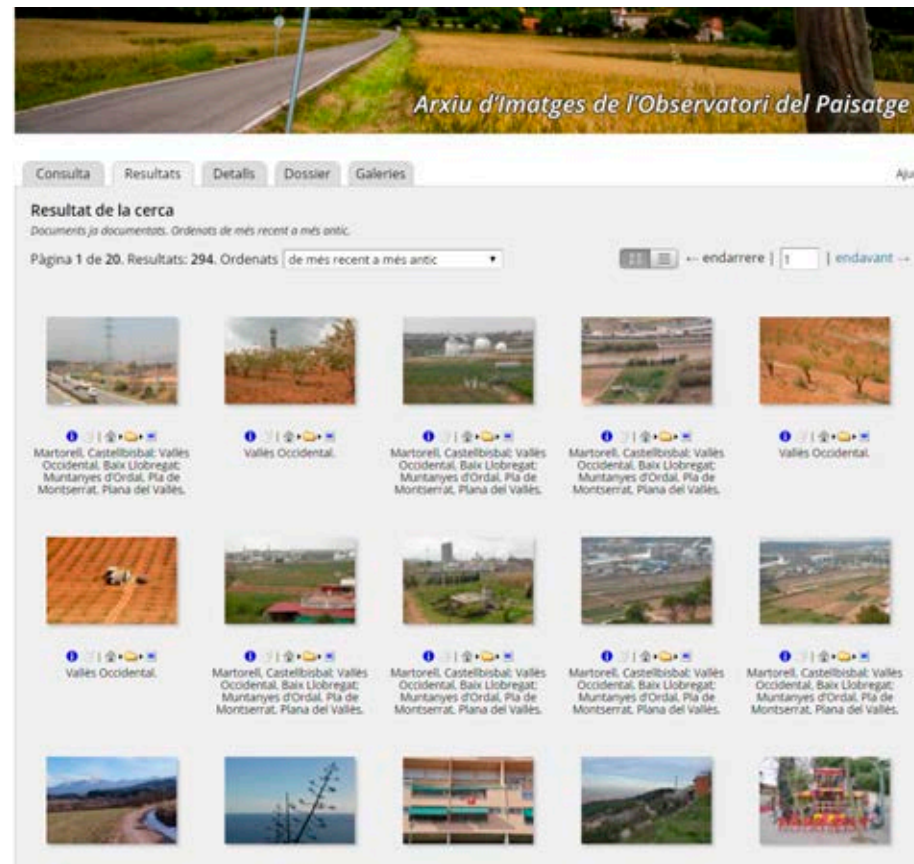 Arxiu d'Imatges de l'Observatori del Paisatge
Consulta Resultats Detalls Dossier Galeries
Resultat de la cerca
Documents ja documentats. Ordenats de més recent a més antic.
Pàgina 1 de 20. Resultats: 294. Ordenats de més recent a més antic ← endarrere | 1 | endavant →
Martorell, Castellbisbal; Vallès
Occidental, Baix Llobregat;
Muntanyes d'Ordal, Pla de
Montserrat, Plana del Vallès.
Vallès Occidental.
Martorell, Castellbisbal; Vallès
Occidental, Baix Llobregat;
Muntanyes d'Ordal, Pla de
Montserrat, Plana del Vallès.
Martorell, Castellbisbal; Vallès
Occidental, Baix Llobregat;
Muntanyes d'Ordal, Pla de
Montserrat, Plana del Vallès.
Vallès Occidental.
Vallès Occidental.
Martorell, Castellbisbal; Vallès
Occidental, Baix Llobregat;
Muntanyes d'Ordal, Pla de
Montserrat, Plana del Vallès.
Martorell, Castellbisbal; Vallès
Occidental, Baix Llobregat;
Muntanyes d'Ordal, Pla de
Montserrat, Plana del Vallès.
Martorell, Castellbisbal; Vallès
Occidental, Baix Llobregat;
Muntanyes d'Ordal, Pla de
Montserrat, Plana del Vallès.
Martorell, Castellbisbal; Vallès
Occidental, Baix Llobregat;
Muntanyes d'Ordal, Pla de
Montserrat, Plana del Vallès.